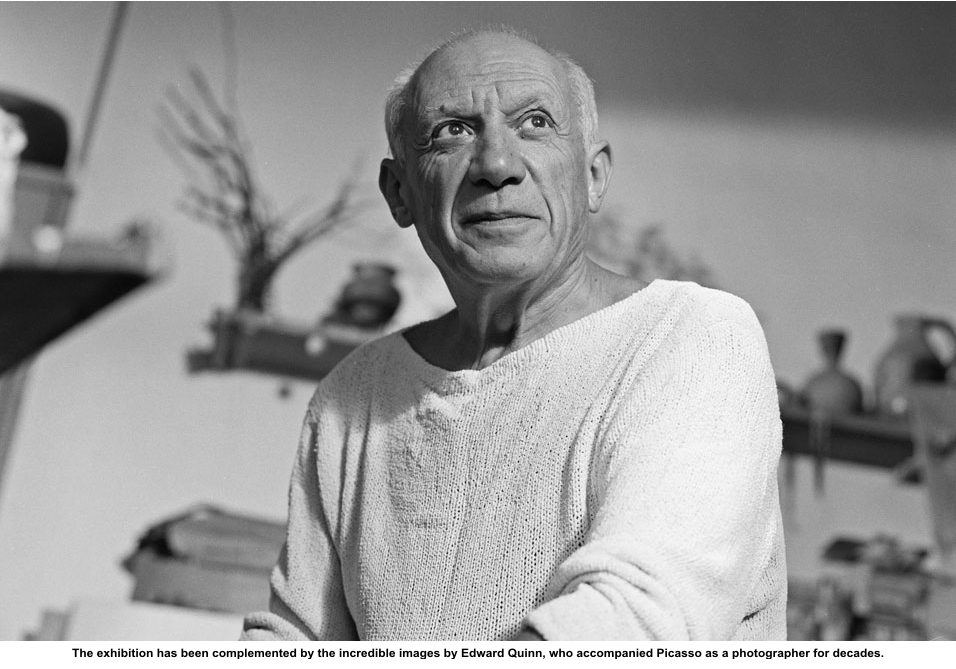 The exhibition has been complemented by the incredible images by Edward Quinn, who accompanied Picasso as a photographer for decades.